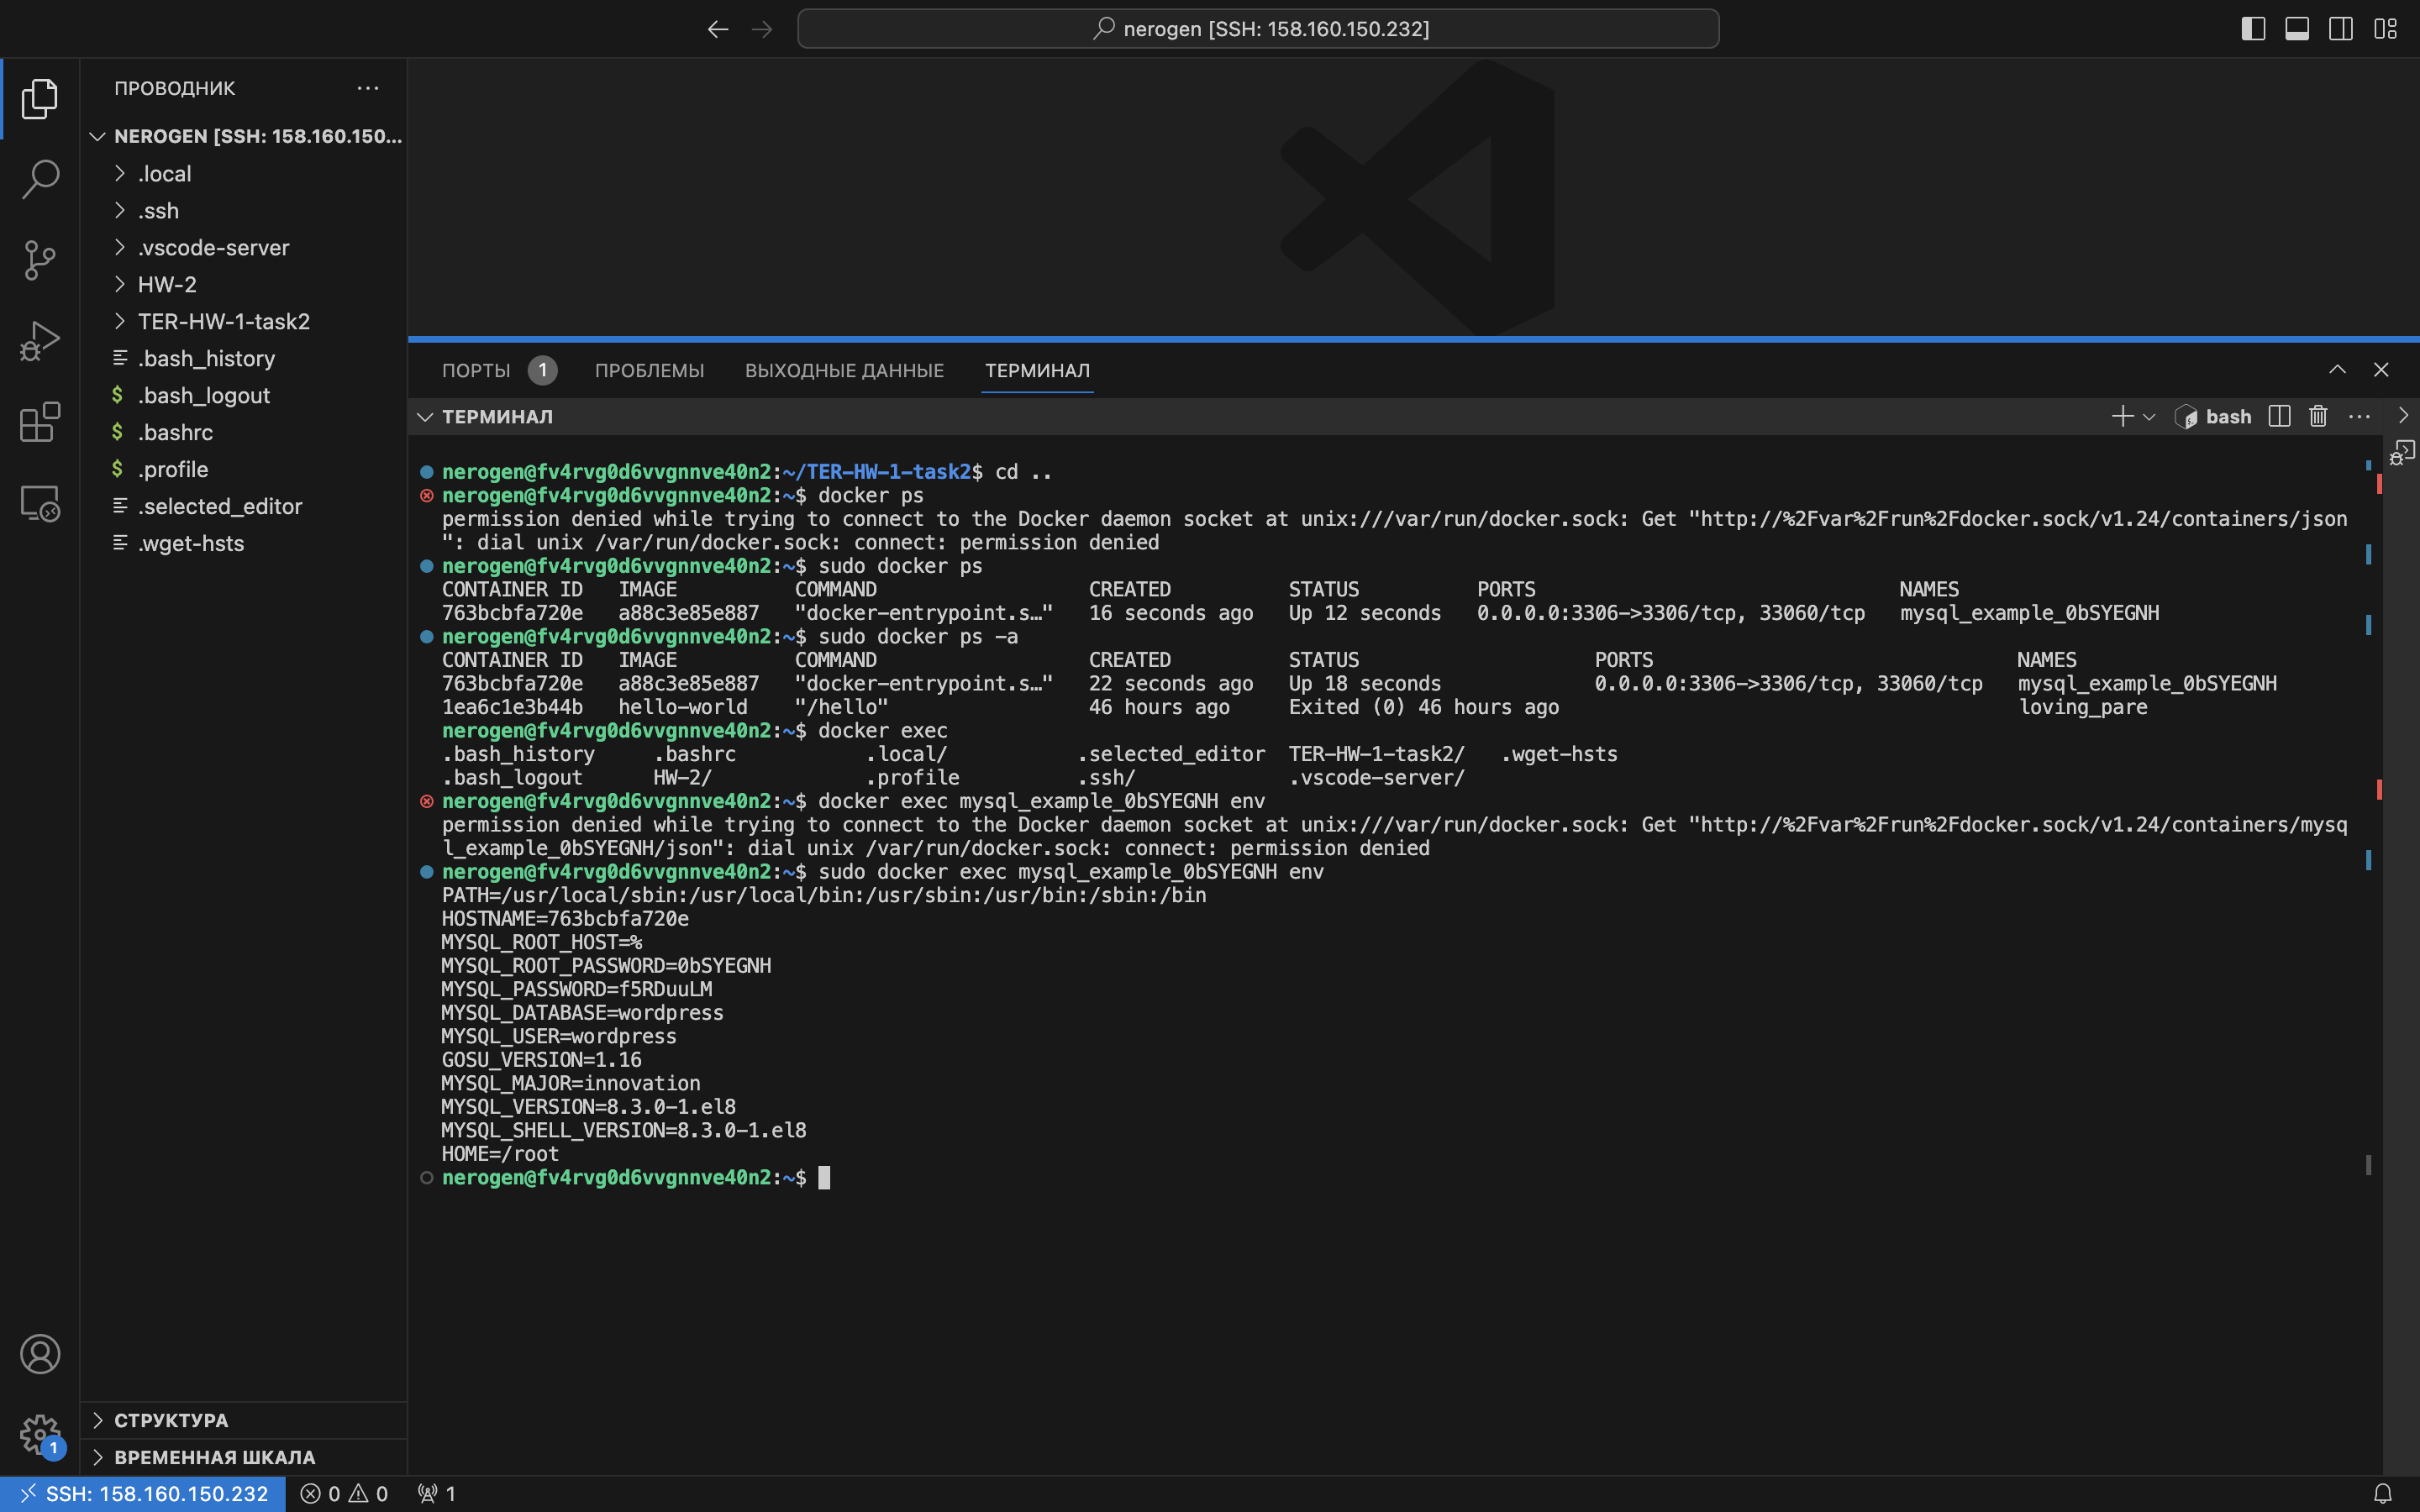 nerogen [SSH: 158.160.150.232]
ПРОВОДНИК
NEROGEN [SSH: 158.160.150...
.local
.ssh
.vscode-server
HW-2
TER-HW-1-task2
.bash_history
$ .bash_logout
$ .bashrc
$ .profile
.selected_editor
.wget-hsts
СТРУКТУРА
ВРЕМЕННАЯ ШКАЛА
ПОРТЫ 1 ПРОБЛЕМЫ ВЫХОДНЫЕ ДАННЫЕ ТЕРМИНАЛ
ТЕРМИНАЛ
bash
nerogen@fv4rvg0d6vvgnnve40n2:~/TER-HW-1-task2$ cd ..
nerogen@fv4rvg0d6vvgnnve40n2:~$ docker ps
permission denied while trying to connect to the Docker daemon socket at unix:///var/run/docker.sock: Get "http://%2Fvar%2Frun%2Fdocker.sock/v1.24/containers/json
": dial unix /var/run/docker.sock: connect: permission denied
nerogen@fv4rvg0d6vvgnnve40n2:~$ sudo docker ps
CONTAINER ID   IMAGE          COMMAND                  CREATED          STATUS          PORTS                               NAMES
763bcbfa720e   a88c3e85e887   "docker-entrypoint.s…"   16 seconds ago   Up 12 seconds   0.0.0.0:3306->3306/tcp, 33060/tcp   mysql_example_0bSYEGNH
nerogen@fv4rvg0d6vvgnnve40n2:~$ sudo docker ps -a
CONTAINER ID   IMAGE          COMMAND                  CREATED          STATUS                    PORTS                               NAMES
763bcbfa720e   a88c3e85e887   "docker-entrypoint.s…"   22 seconds ago   Up 18 seconds             0.0.0.0:3306->3306/tcp, 33060/tcp   mysql_example_0bSYEGNH
1ea6c1e3b44b   hello-world    "/hello"                 46 hours ago     Exited (0) 46 hours ago                                       loving_pare
nerogen@fv4rvg0d6vvgnnve40n2:~$ docker exec
.bash_history     .bashrc           .local/           .selected_editor  TER-HW-1-task2/   .wget-hsts
.bash_logout      HW-2/             .profile          .ssh/             .vscode-server/
nerogen@fv4rvg0d6vvgnnve40n2:~$ docker exec mysql_example_0bSYEGNH env
permission denied while trying to connect to the Docker daemon socket at unix:///var/run/docker.sock: Get "http://%2Fvar%2Frun%2Fdocker.sock/v1.24/containers/mysq
l_example_0bSYEGNH/json": dial unix /var/run/docker.sock: connect: permission denied
nerogen@fv4rvg0d6vvgnnve40n2:~$ sudo docker exec mysql_example_0bSYEGNH env
PATH=/usr/local/sbin:/usr/local/bin:/usr/sbin:/usr/bin:/sbin:/bin
HOSTNAME=763bcbfa720e
MYSQL_ROOT_HOST=%
MYSQL_ROOT_PASSWORD=0bSYEGNH
MYSQL_PASSWORD=f5RDuuLM
MYSQL_DATABASE=wordpress
MYSQL_USER=wordpress
GOSU_VERSION=1.16
MYSQL_MAJOR=innovation
MYSQL_VERSION=8.3.0-1.el8
MYSQL_SHELL_VERSION=8.3.0-1.el8
HOME=/root
nerogen@fv4rvg0d6vvgnnve40n2:~$
1
SSH: 158.160.150.232 0 0 1